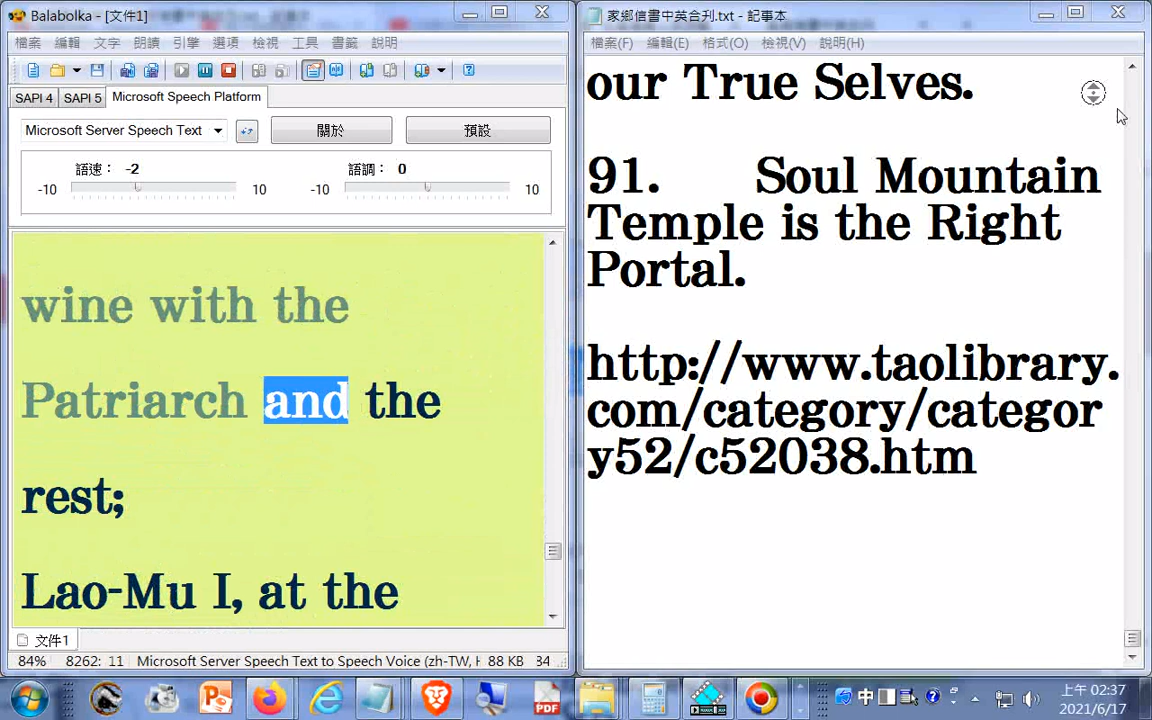 Balabolka - [文件1]
檔案 編輯 文字 朗讀 引擎 選項 檢視 工具 書籤 說明
SAPI 4 SAPI 5 Microsoft Speech Platform
Microsoft Server Speech Text 關於 預設
語速： -2 語調： 0
-10 10 -10 10
wine with the
Patriarch and the
rest;
Lao-Mu I, at the
文件1
84% 8262: 11 Microsoft Server Speech Text to Speech Voice (zh-TW, H 88 KB 34
家鄉信書中英合刋.txt - 記事本
檔案(F) 編輯(E) 格式(O) 檢視(V) 說明(H)
our True Selves.
91. Soul Mountain
Temple is the Right
Portal.
http://www.taolibrary.
com/category/categor
y52/c52038.htm
中
上午 02:37
2021/6/17